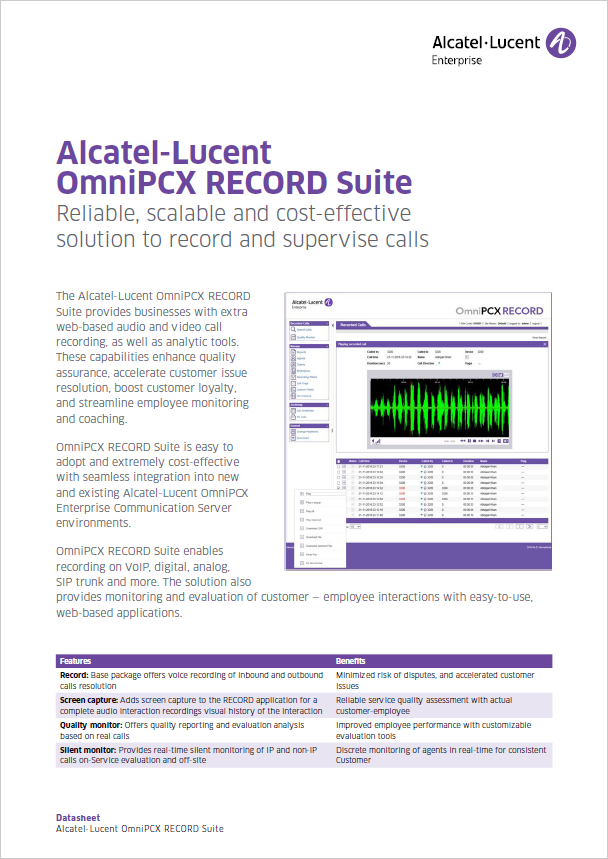 Alcatel·Lucent
Enterprise
Alcatel-Lucent
OmniPCX RECORD Suite
Reliable, scalable and cost-effective
solution to record and supervise calls
The Alcatel-Lucent OmniPCX RECORD
Suite provides businesses with extra
web-based audio and video call
recording, as well as analytic tools.
These capabilities enhance quality
assurance, accelerate customer issue
resolution, boost customer loyalty,
and streamline employee monitoring
and coaching.
OmniPCX RECORD Suite is easy to
adopt and extremely cost-effective
with seamless integration into new
and existing Alcatel-Lucent OmniPCX
Enterprise Communication Server
environments.
OmniPCX RECORD Suite enables
recording on VoIP, digital, analog,
SIP trunk and more. The solution also
provides monitoring and evaluation of customer – employee interactions with easy-to-use,
web-based applications.
Alcatel·Lucent
Enterprise
OmniPCX RECORD
Recorded Calls
Playing recorded call
Features Benefits
Record: Base package offers voice recording of inbound and outbound
calls resolution
Minimized risk of disputes, and accelerated customer
issues
Screen capture: Adds screen capture to the RECORD application for a
complete audio interaction recordings visual history of the interaction
Reliable service quality assessment with actual
customer-employee
Quality monitor: Offers quality reporting and evaluation analysis
based on real calls
Improved employee performance with customizable
evaluation tools
Silent monitor: Provides real-time silent monitoring of IP and non-IP
calls on-Service evaluation and off-site
Discrete monitoring of agents in real-time for consistent
Customer
Datasheet
Alcatel-Lucent OmniPCX RECORD Suite